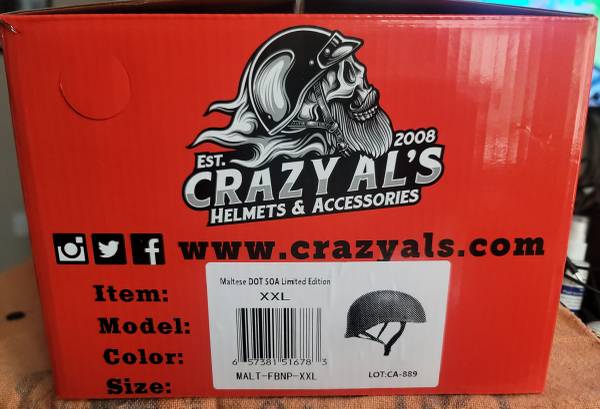 EST. 2008
CRAZY AL'S
HELMETS & ACCESSORIES
www.crazyals.com
Item:
Model:
Color:
Size:
Maltese DOT SOA Limited Edition
XXL
6 57381 51678 3
MALT-FBNP-XXL
LOT:CA-889